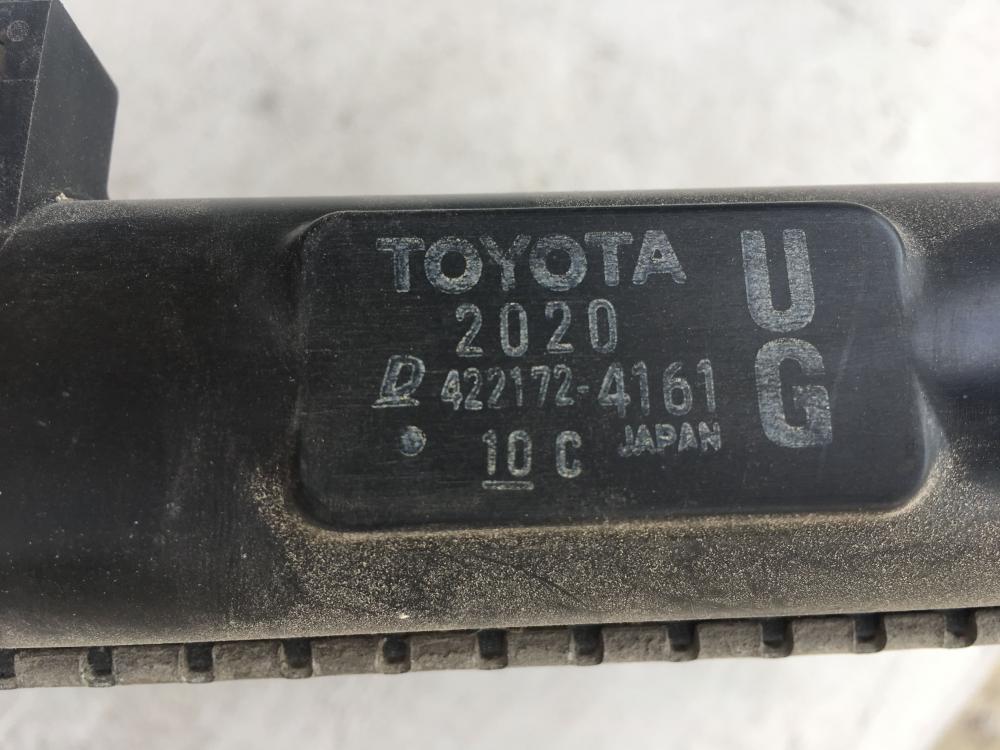 TOYOTA
2020
D 422172-4161
10 C JAPAN
U
G